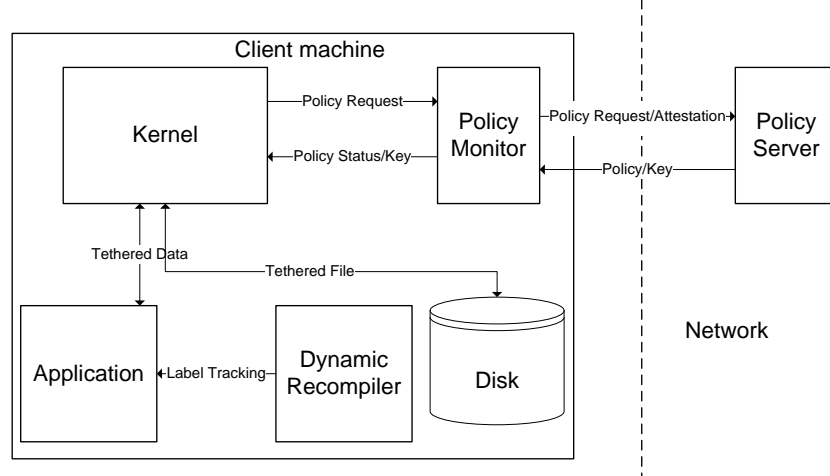 Client machine
Kernel
Policy Request
Policy
Monitor
Policy Request/Attestation
Policy
Server
Policy Status/Key
Policy/Key
Tethered Data
Tethered File
Network
Application
Label Tracking
Dynamic
Recompiler
Disk